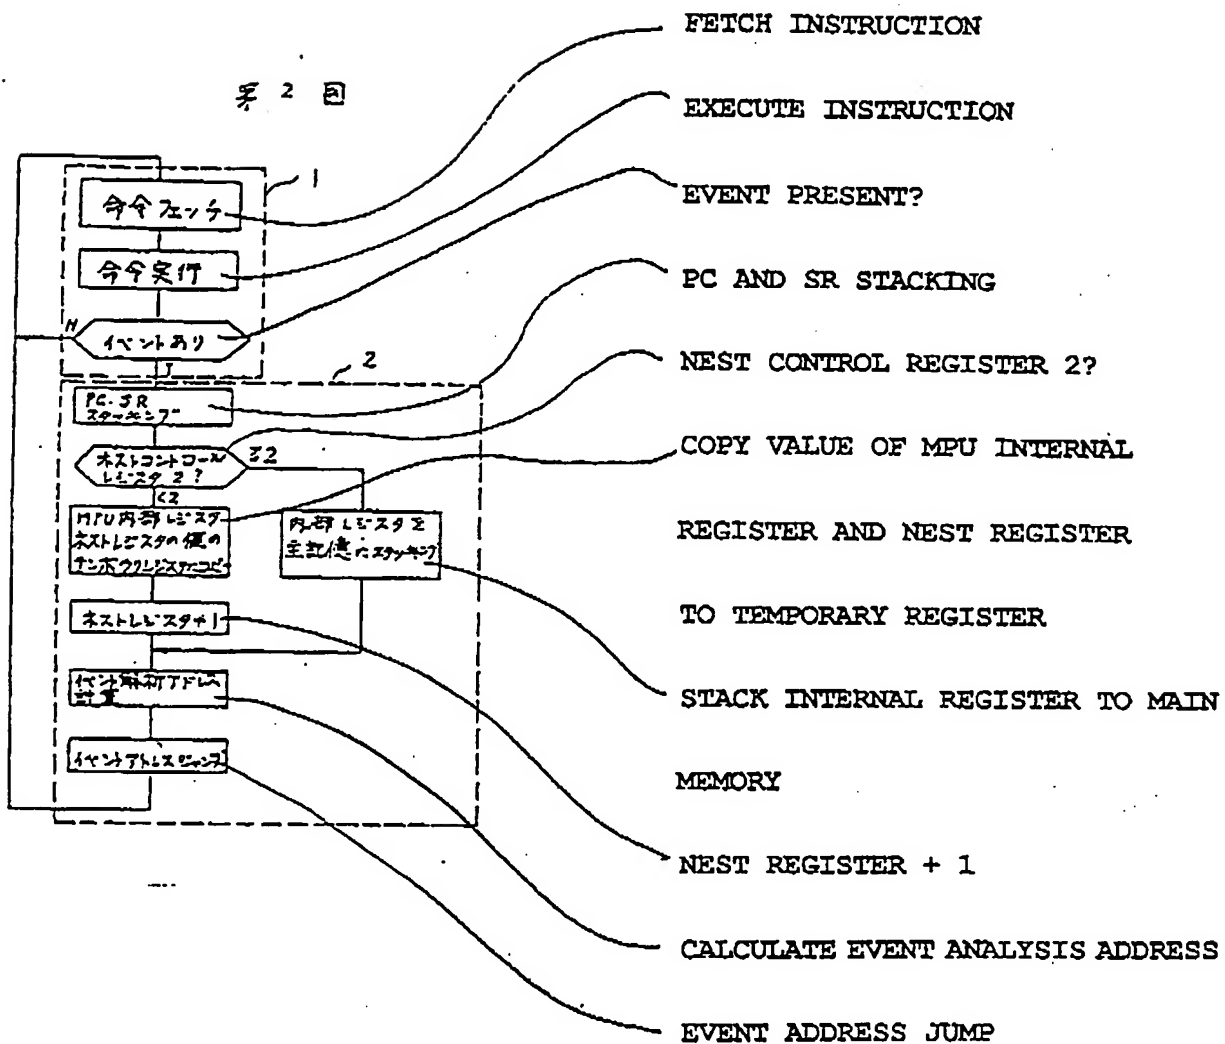 第 2 図
1
命令フェッチ
命令実行
N
イベントあり
Y
2
PC・SR
スタッキング
ネストコントロール
レジスタ2?
≧2
<2
MPU内部レジスタ
ネストレジスタの値の
テンポラリレジスタにコピー
内部レジスタを
主記憶にスタッキング
ネストレジスタ+1
イベント解析アドレス
計算
イベントアドレスジャンプ
FETCH INSTRUCTION
EXECUTE INSTRUCTION
EVENT PRESENT?
PC AND SR STACKING
NEST CONTROL REGISTER 2?
COPY VALUE OF MPU INTERNAL
REGISTER AND NEST REGISTER
TO TEMPORARY REGISTER
STACK INTERNAL REGISTER TO MAIN
MEMORY
NEST REGISTER + 1
CALCULATE EVENT ANALYSIS ADDRESS
EVENT ADDRESS JUMP